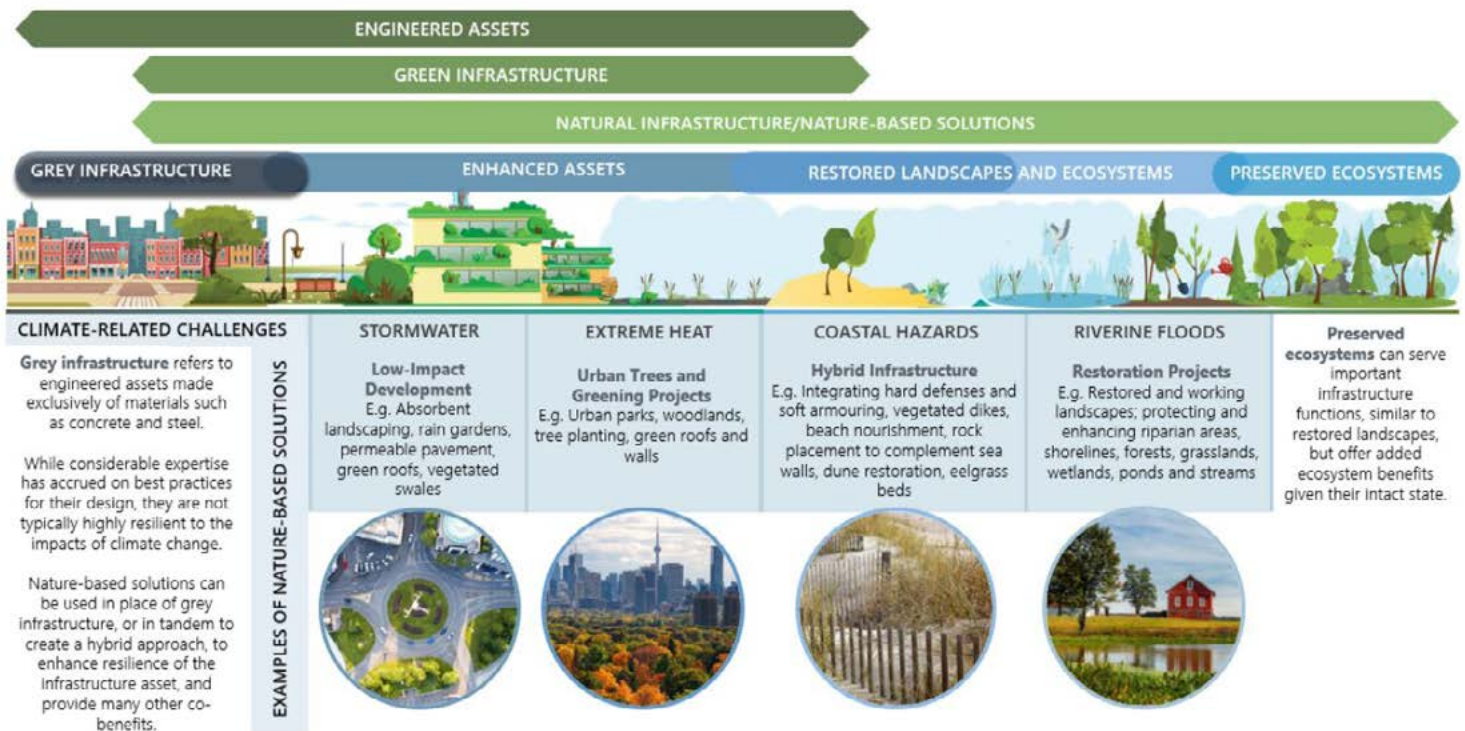 ENGINEERED ASSETS
GREEN INFRASTRUCTURE
NATURAL INFRASTRUCTURE/NATURE-BASED SOLUTIONS
GREY INFRASTRUCTURE
ENHANCED ASSETS
RESTORED LANDSCAPES AND ECOSYSTEMS
PRESERVED ECOSYSTEMS
CLIMATE-RELATED CHALLENGES
Grey infrastructure refers to
engineered assets made
exclusively of materials such
as concrete and steel.
While considerable expertise
has accrued on best practices
for their design, they are not
typically highly resilient to the
impacts of climate change.
Nature-based solutions can
be used in place of grey
infrastructure, or in tandem to
create a hybrid approach, to
enhance resilience of the
infrastructure asset, and
provide many other co-
benefits.
EXAMPLES OF NATURE-BASED SOLUTIONS
STORMWATER
Low-Impact
Development
E.g. Absorbent
landscaping, rain gardens,
permeable pavement,
green roofs, vegetated
swales
EXTREME HEAT
Urban Trees and
Greening Projects
E.g. Urban parks, woodlands,
tree planting, green roofs and
walls
COASTAL HAZARDS
Hybrid Infrastructure
E.g. Integrating hard defenses and
soft armouring, vegetated dikes,
beach nourishment, rock
placement to complement sea
walls, dune restoration, eelgrass
beds
RIVERINE FLOODS
Restoration Projects
E.g. Restored and working
landscapes; protecting and
enhancing riparian areas,
shorelines, forests, grasslands,
wetlands, ponds and streams
Preserved
ecosystems can serve
important
infrastructure
functions, similar to
restored landscapes,
but offer added
ecosystem benefits
given their intact state.